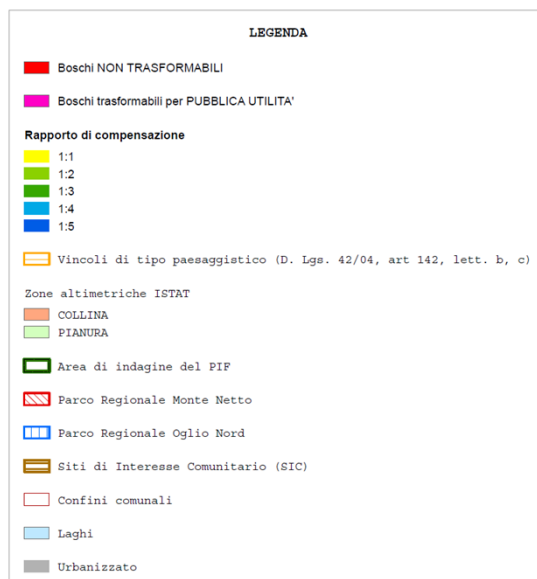 LEGENDA
Boschi NON TRASFORMABILI
Boschi trasformabili per PUBBLICA UTILITA'
Rapporto di compensazione
1:1
1:2
1:3
1:4
1:5
Vincoli di tipo paesaggistico (D. Lgs. 42/04, art 142, lett. b, c)
Zone altimetriche ISTAT
COLLINA
PIANURA
Area di indagine del PIF
Parco Regionale Monte Netto
Parco Regionale Oglio Nord
Siti di Interesse Comunitario (SIC)
Confini comunali
Laghi
Urbanizzato